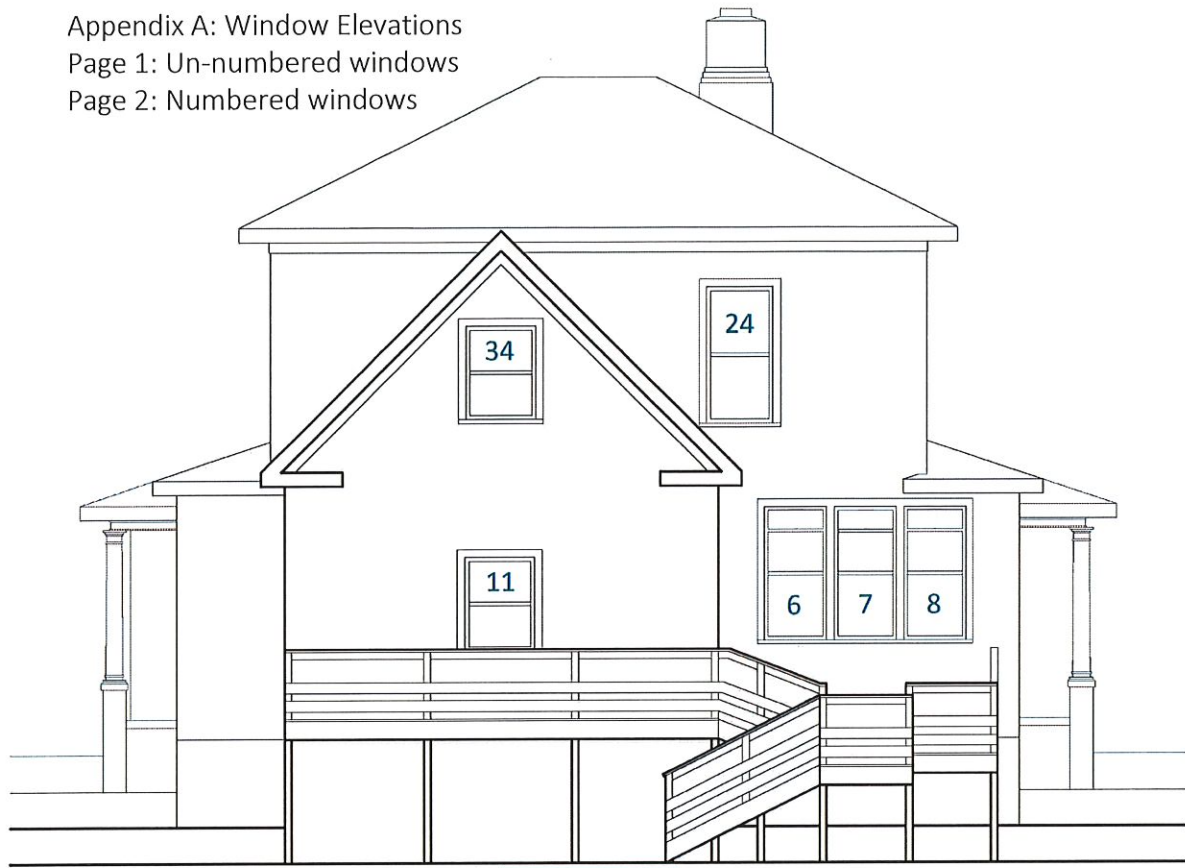 Appendix A: Window Elevations
Page 1: Un-numbered windows
Page 2: Numbered windows
24
34
11
6 7 8